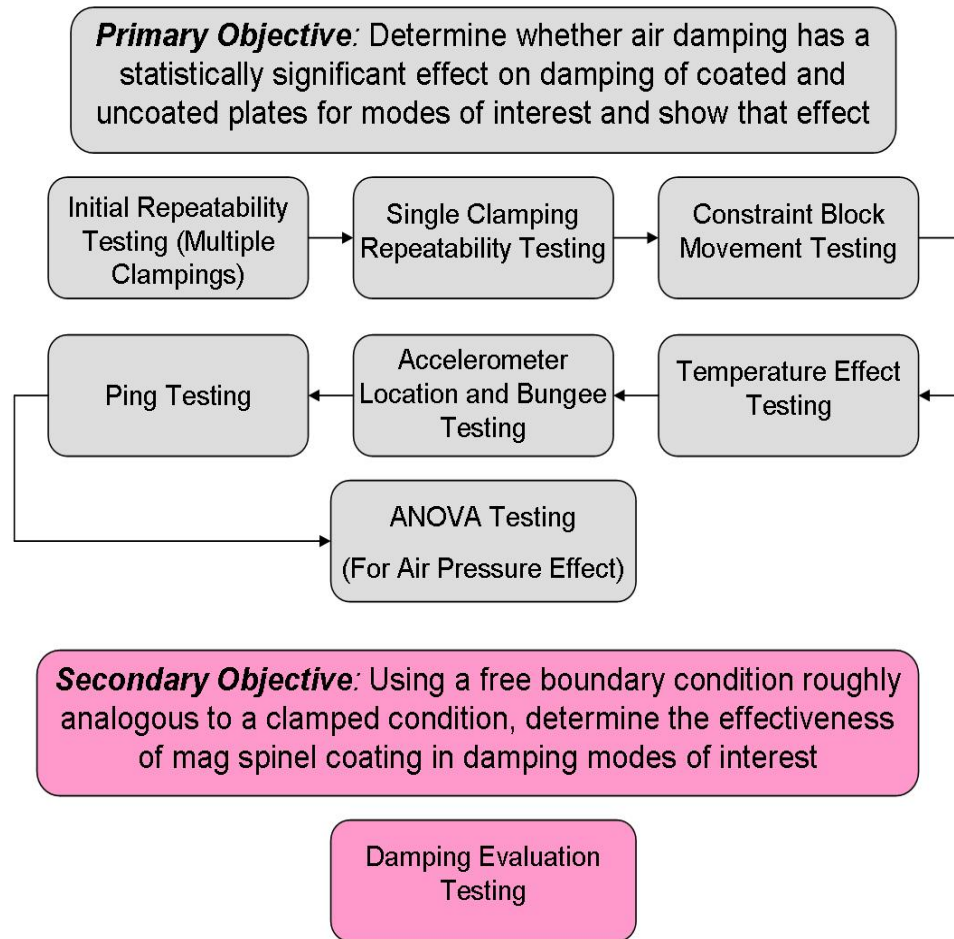 Primary Objective: Determine whether air damping has a
statistically significant effect on damping of coated and
uncoated plates for modes of interest and show that effect
Initial Repeatability
Testing (Multiple
Clampings)
Single Clamping
Repeatability Testing
Constraint Block
Movement Testing
Temperature Effect
Testing
Accelerometer
Location and Bungee
Testing
Ping Testing
ANOVA Testing
(For Air Pressure Effect)
Secondary Objective: Using a free boundary condition roughly
analogous to a clamped condition, determine the effectiveness
of mag spinel coating in damping modes of interest
Damping Evaluation
Testing